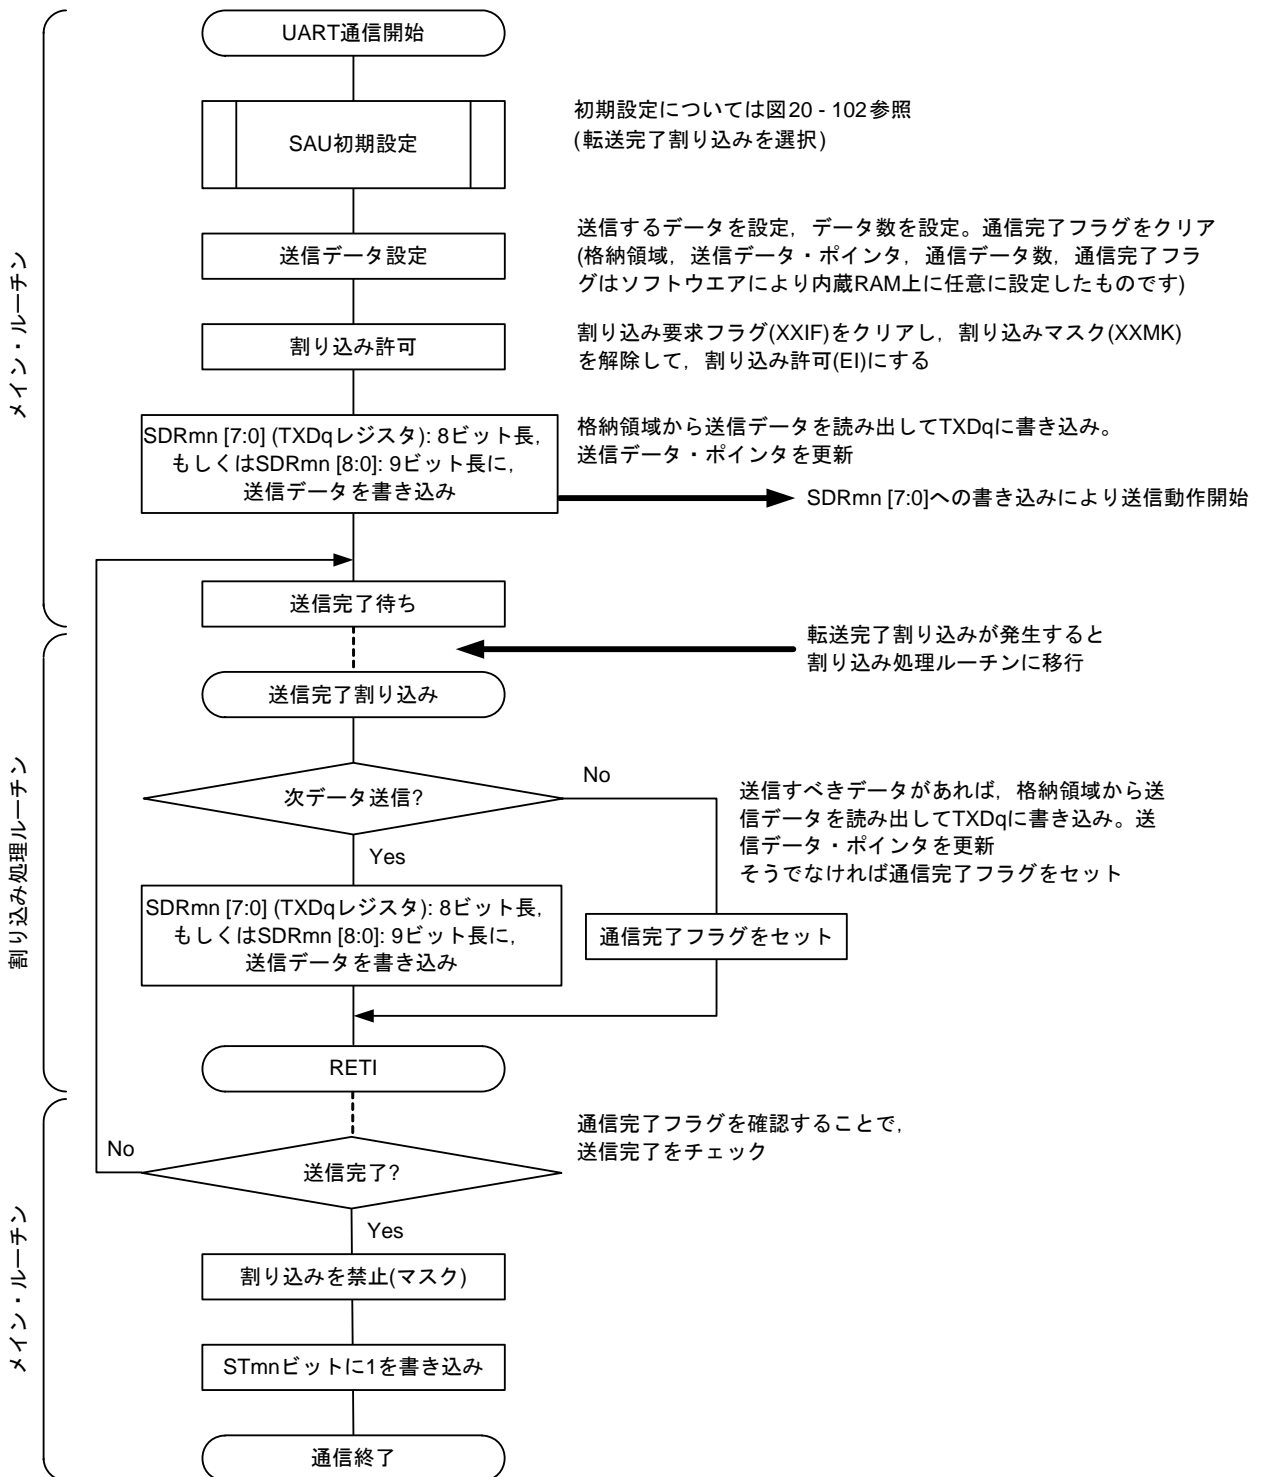 UART通信開始
SAU初期設定
初期設定については図20 - 102参照
(転送完了割り込みを選択)
送信データ設定
送信するデータを設定，データ数を設定。通信完了フラグをクリア
(格納領域，送信データ・ポインタ，通信データ数，通信完了フラ
グはソフトウエアにより内蔵RAM上に任意に設定したものです)
メイン・ルーチン
割り込み許可
割り込み要求フラグ(XXIF)をクリアし，割り込みマスク(XXMK)
を解除して，割り込み許可(EI)にする
SDRmn [7:0] (TXDqレジスタ): 8ビット長，
もしくはSDRmn [8:0]: 9ビット長に，
送信データを書き込み
格納領域から送信データを読み出してTXDqに書き込み。
送信データ・ポインタを更新
SDRmn [7:0]への書き込みにより送信動作開始
送信完了待ち
転送完了割り込みが発生すると
割り込み処理ルーチンに移行
送信完了割り込み
割り込み処理ルーチン
次データ送信?
No
Yes
送信すべきデータがあれば，格納領域から送
信データを読み出してTXDqに書き込み。送
信データ・ポインタを更新
そうでなければ通信完了フラグをセット
SDRmn [7:0] (TXDqレジスタ): 8ビット長，
もしくはSDRmn [8:0]: 9ビット長に，
送信データを書き込み
通信完了フラグをセット
RETI
通信完了フラグを確認することで，
送信完了をチェック
No
送信完了?
Yes
メイン・ルーチン
割り込みを禁止(マスク)
STmnビットに1を書き込み
通信終了